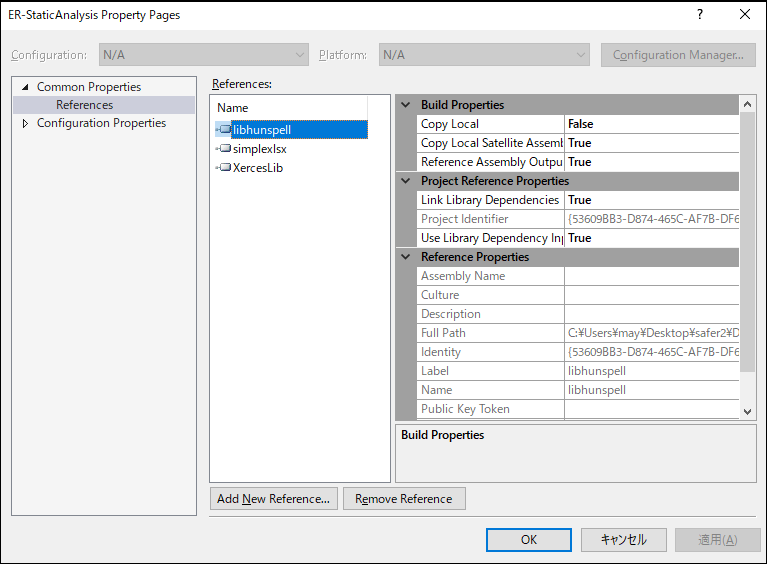 ER-StaticAnalysis Property Pages
? ×
Configuration: N/A Platform: N/A Configuration Manager...
Common Properties
References
Configuration Properties
References:
Name
libhunspell
simplexlsx
XercesLib
Build Properties
Copy Local False
Copy Local Satellite Assemb True
Reference Assembly Outpu True
Project Reference Properties
Link Library Dependencies True
Project Identifier {53609BB3-D874-465C-AF7B-DF6
Use Library Dependency Inp True
Reference Properties
Assembly Name
Culture
Description
Full Path C:¥Users¥may¥Desktop¥safer2¥D
Identity {53609BB3-D874-465C-AF7B-DF6
Label libhunspell
Name libhunspell
Public Key Token
Build Properties
Add New Reference... Remove Reference
OK キャンセル 適用(A)